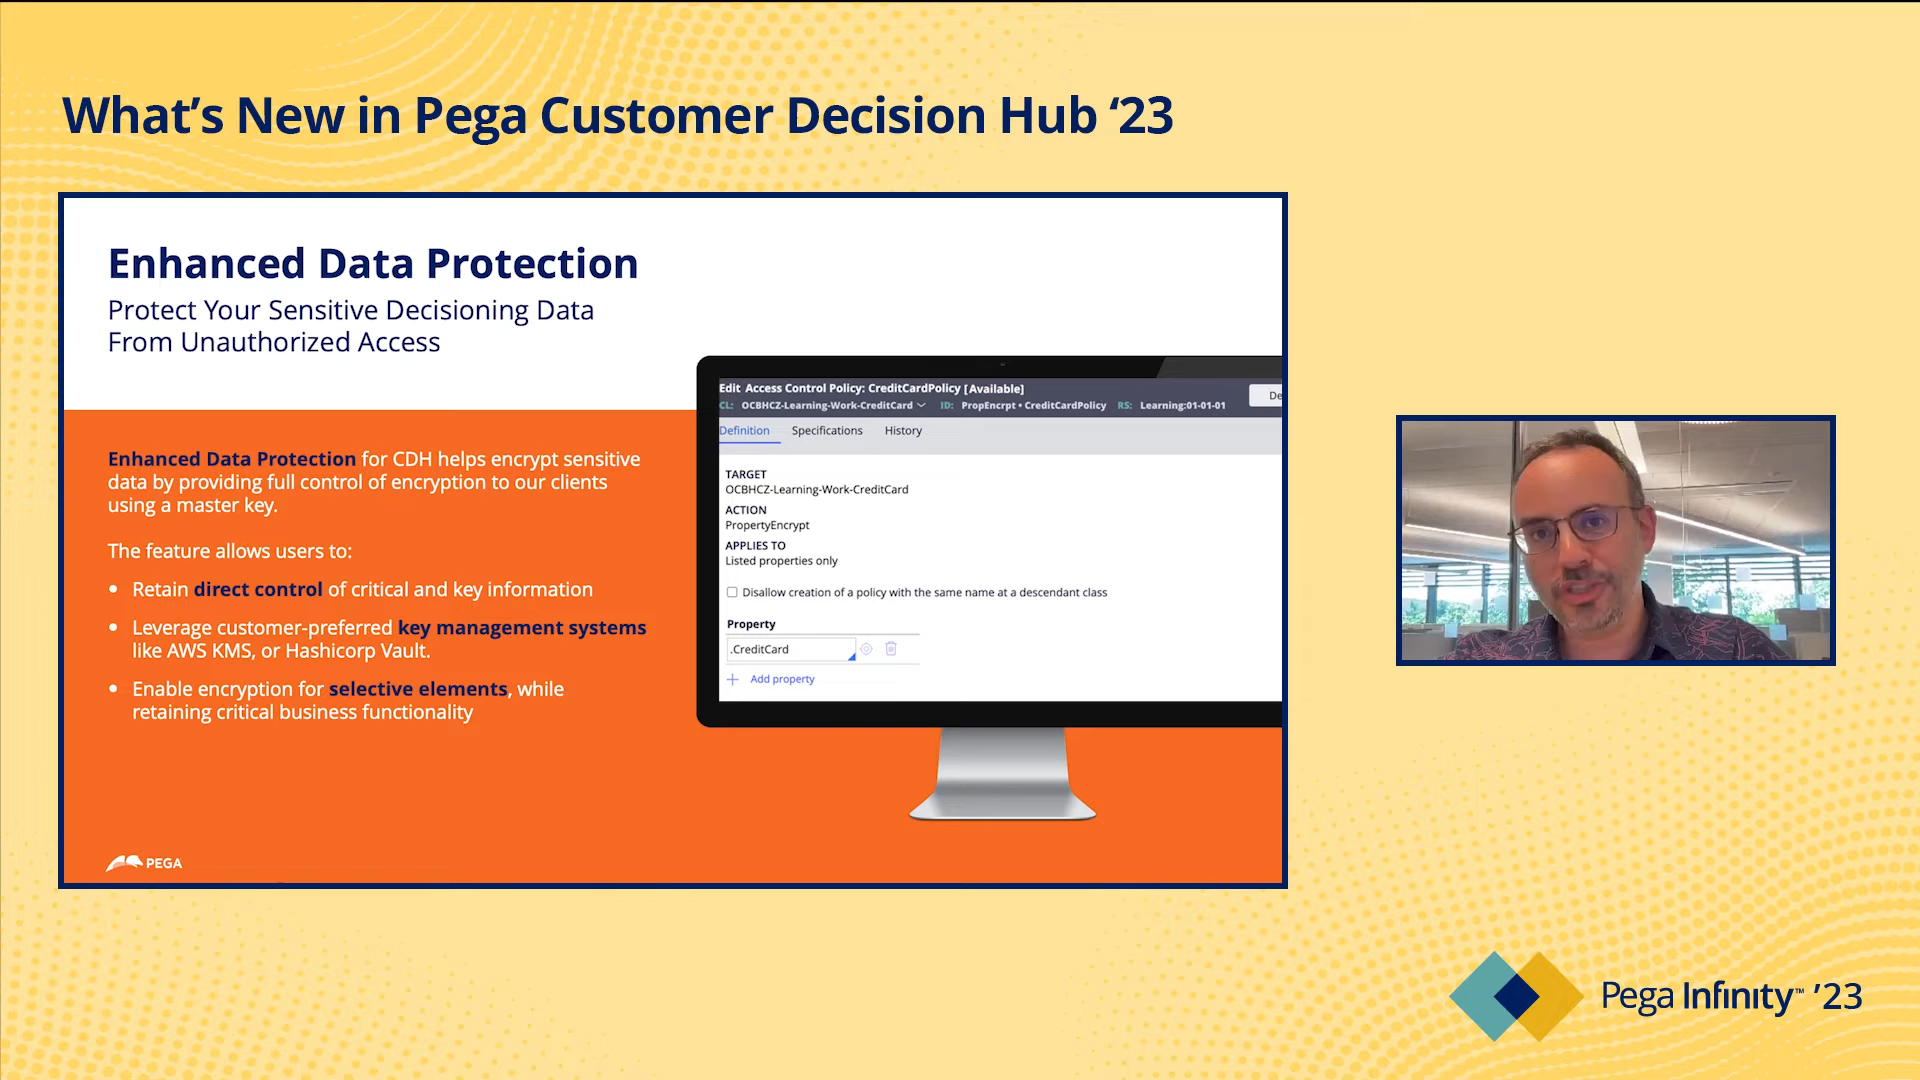 What's New in Pega Customer Decision Hub ‘23
Enhanced Data Protection
Protect Your Sensitive Decisioning Data
From Unauthorized Access
Enhanced Data Protection for CDH helps encrypt sensitive
data by providing full control of encryption to our clients
using a master key.
The feature allows users to:
• Retain direct control of critical and key information
• Leverage customer-preferred key management systems
like AWS KMS, or Hashicorp Vault.
• Enable encryption for selective elements, while
retaining critical business functionality
PEGA
Edit Access Control Policy: CreditCardPolicy [Available]
CL: OCBHCZ-Learning-Work-CreditCard ID: PropEncrpt • CreditCardPolicy RS: Learning:01-01-01
De
Definition Specifications History
TARGET
OCBHCZ-Learning-Work-CreditCard
ACTION
PropertyEncrypt
APPLIES TO
Listed properties only
Disallow creation of a policy with the same name at a descendant class
Property
.CreditCard
Add property
Pega Infinity™ ’23